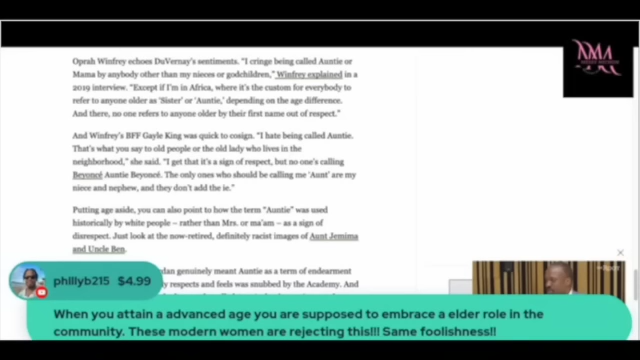 Oprah Winfrey echoes DuVernay's sentiments. "I cringe being called Auntie or
Mama by anybody other than my nieces or godchildren," Winfrey explained in a
2019 interview. "Except if I'm in Africa, where it's the custom for everybody to
refer to anyone older as 'Sister' or 'Auntie,' depending on the age difference.
And there, no one refers to anyone older by their first name out of respect."
And Winfrey's BFF Gayle King was quick to cosign. "I hate being called Auntie.
That's what you say to old people or the old lady who lives in the
neighborhood," she said. "I get that it's a sign of respect, but no one's calling
Beyoncé Auntie Beyoncé. The only ones who should be calling me 'Aunt' are my
niece and nephew, and they don't add the ie."
Putting age aside, you can also point to how the term "Auntie" was used
historically by white people – rather than Mrs. or ma'am – as a sign of
disrespect. Just look at the now-retired, definitely racist images of Aunt Jemima
and Uncle Ben.
dan genuinely meant Auntie as a term of endearment
y respects and feels was snubbed by the Academy. And
phillyb215 $4.99
When you attain a advanced age you are supposed to embrace a elder role in the
community. These modern women are rejecting this!!! Same foolishness!!